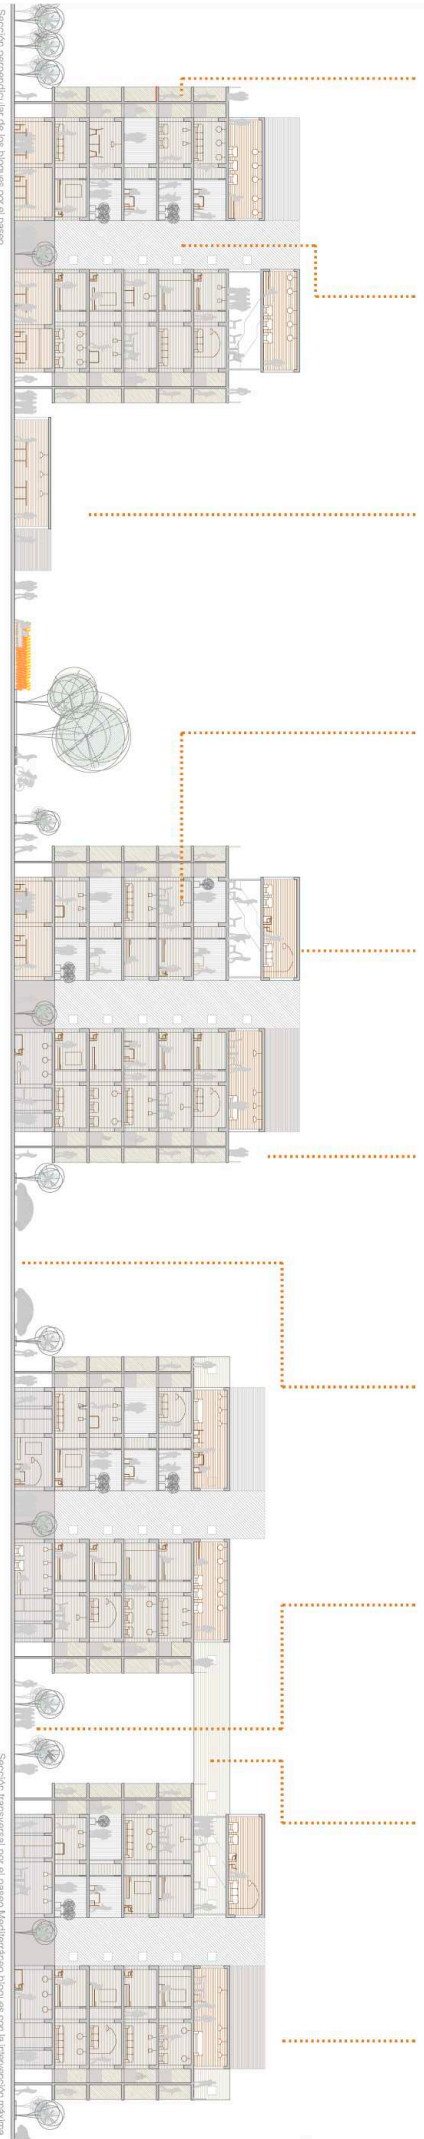 Sección perpendicular de los bloques por el paseo
Sección transversal por el paseo Mediterráneo bloques con la intervención máxima